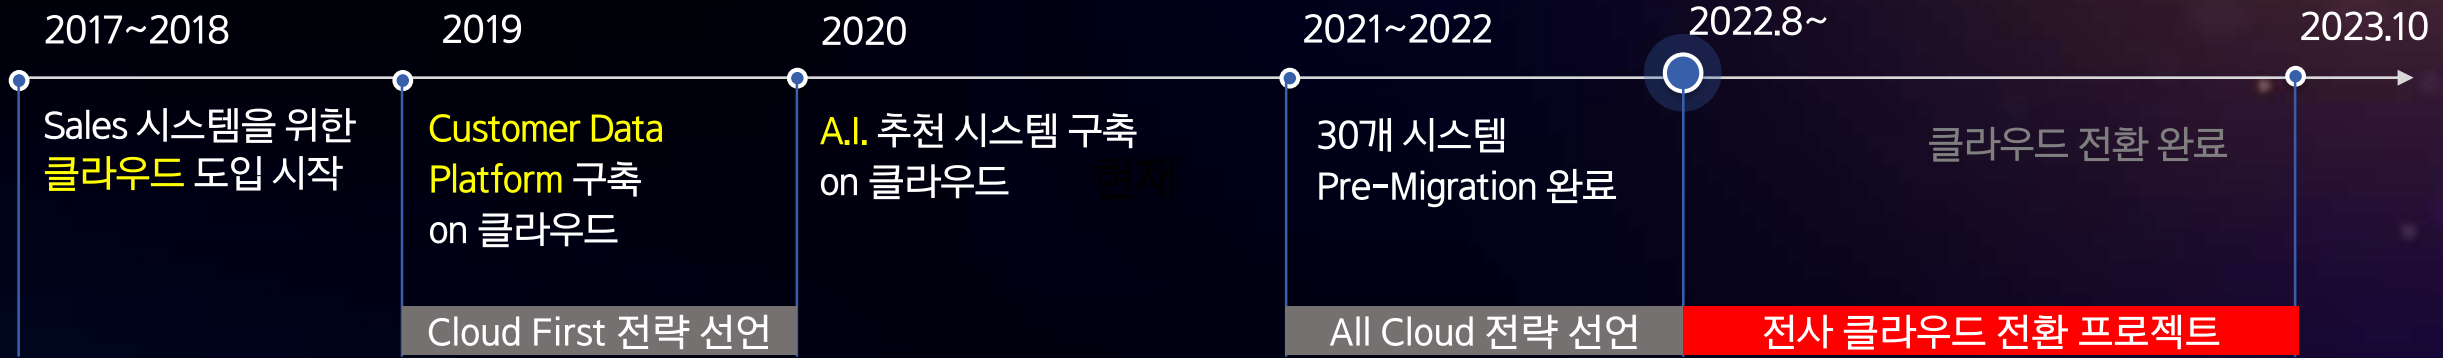 2017~2018
2019
2020
2021~2022
2022.8~
2023.10
Sales 시스템을 위한
클라우드 도입 시작
Customer Data
Platform 구축
on 클라우드
A.I. 추천 시스템 구축
on 클라우드
현재
30개 시스템
Pre-Migration 완료
클라우드 전환 완료
Cloud First 전략 선언
All Cloud 전략 선언
전사 클라우드 전환 프로젝트